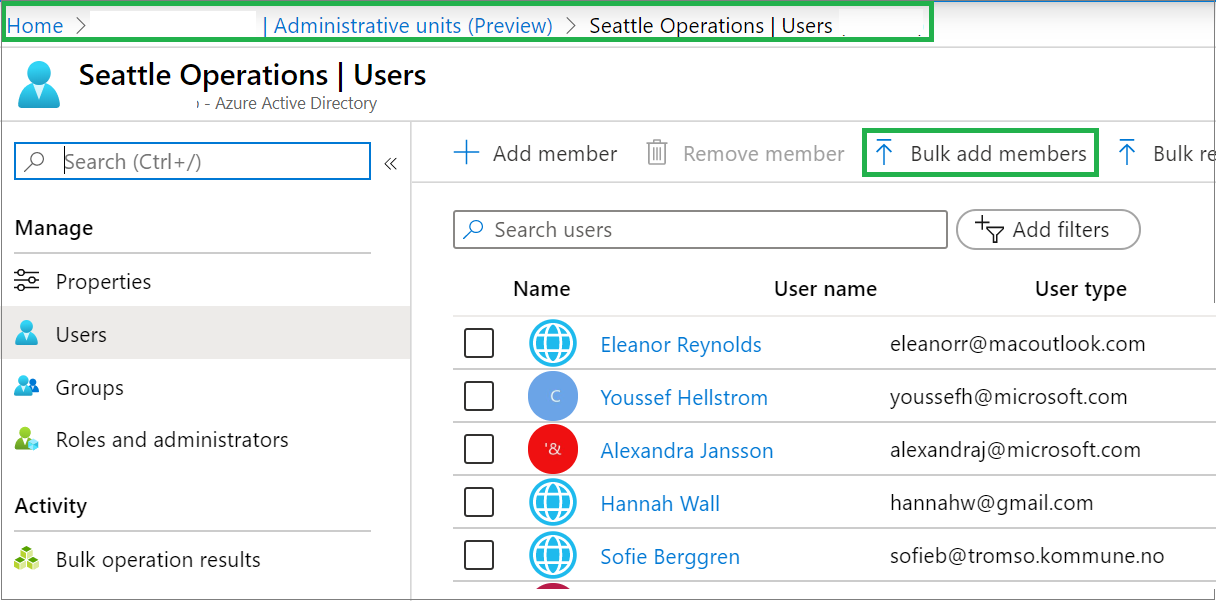 Home > | Administrative units (Preview) > Seattle Operations | Users
Seattle Operations | Users
- Azure Active Directory
Search (Ctrl+/) «
Add member Remove member Bulk add members Bulk re
Search users Add filters
Manage
Properties
Users
Groups
Roles and administrators
Activity
Bulk operation results
Name User name User type
Eleanor Reynolds eleanorr@macoutlook.com
C Youssef Hellstrom youssefh@microsoft.com
'& Alexandra Jansson alexandraj@microsoft.com
Hannah Wall hannahw@gmail.com
Sofie Berggren sofieb@tromso.kommune.no